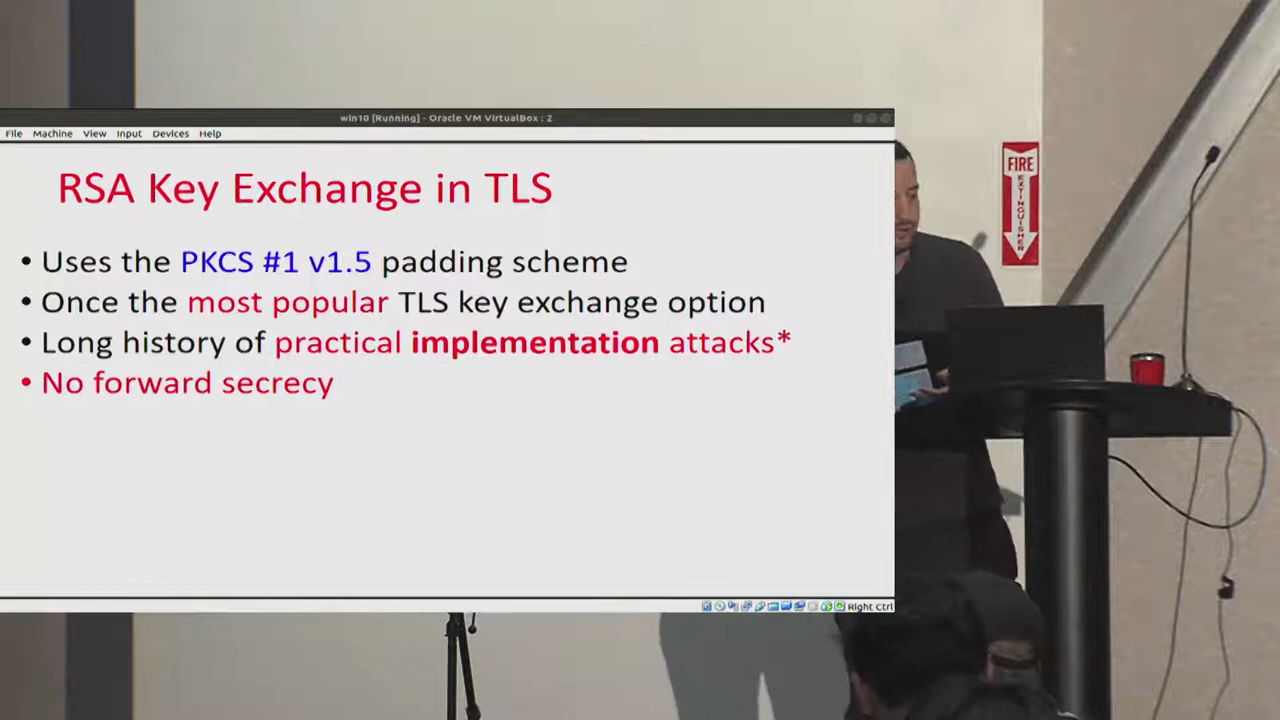 win10 [Running] - Oracle VM VirtualBox : 2
File Machine View Input Devices Help
RSA Key Exchange in TLS
• Uses the PKCS #1 v1.5 padding scheme
• Once the most popular TLS key exchange option
• Long history of practical implementation attacks*
• No forward secrecy
Right Ctrl
FIRE
EXTINGUISHER